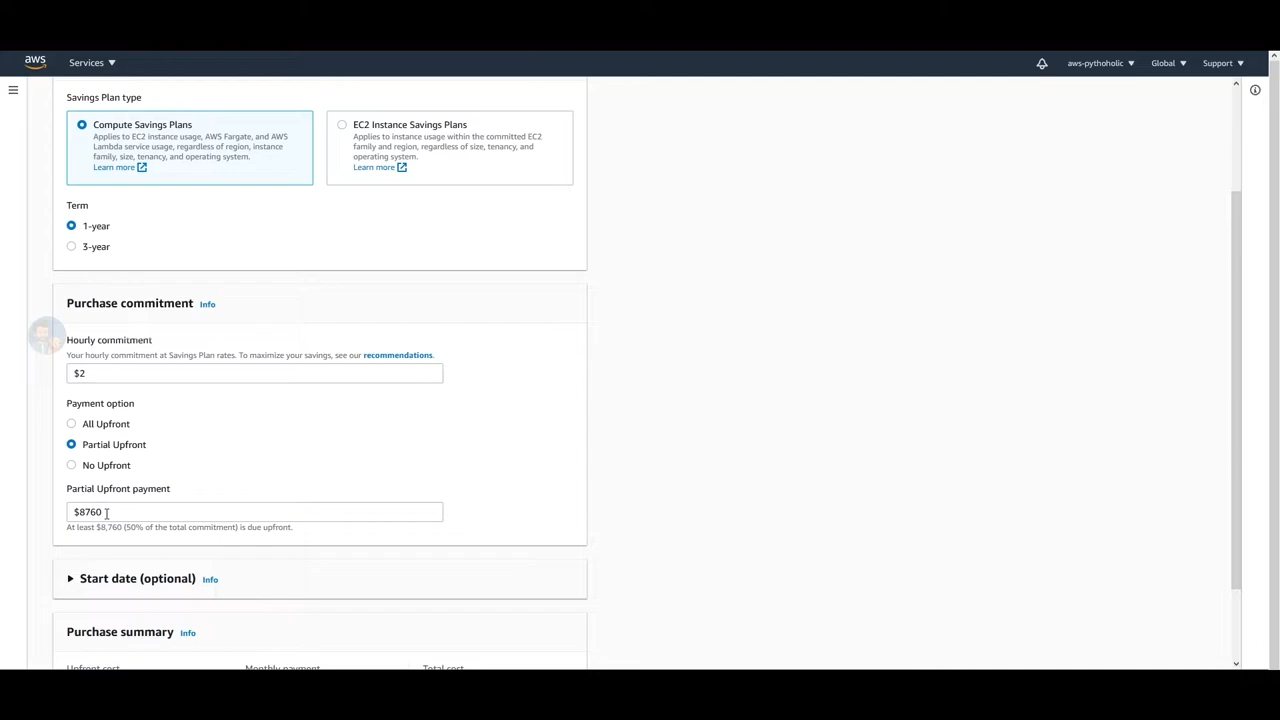 aws Services ▼ aws-pythoholic ▼ Global ▼ Support ▼
Savings Plan type
Compute Savings Plans
Applies to EC2 instance usage, AWS Fargate, and AWS
Lambda service usage, regardless of region, instance
family, size, tenancy, and operating system.
Learn more
EC2 Instance Savings Plans
Applies to instance usage within the committed EC2
family and region, regardless of size, tenancy, and
operating system.
Learn more
Term
1-year
3-year
Purchase commitment Info
Hourly commitment
Your hourly commitment at Savings Plan rates. To maximize your savings, see our recommendations.
$2
Payment option
All Upfront
Partial Upfront
No Upfront
Partial Upfront payment
$8760
At least $8,760 (50% of the total commitment) is due upfront.
Start date (optional) Info
Purchase summary Info
Upfront cost Monthly payment Total cost